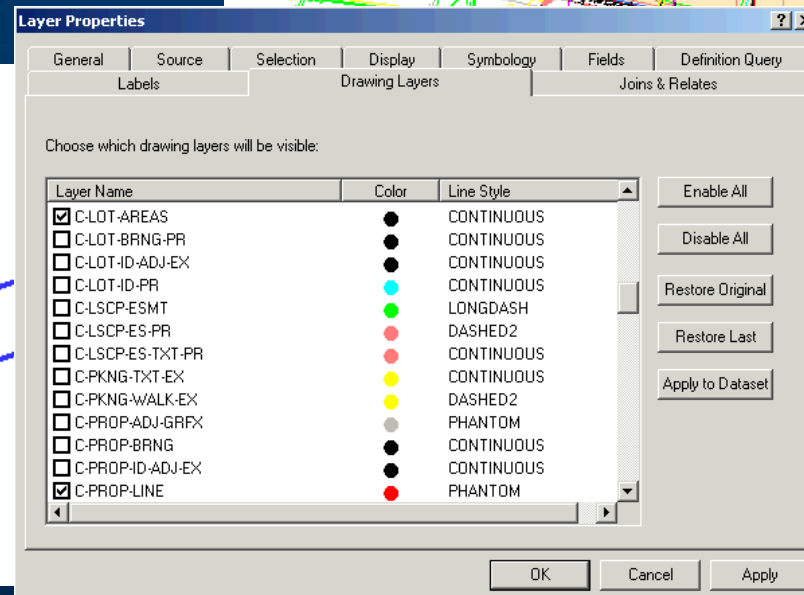 Layer Properties
General Source Selection Display Symbology Fields Definition Query
Labels Drawing Layers Joins & Relates
Choose which drawing layers will be visible:
Layer Name Color Line Style
C-LOT-AREAS CONTINUOUS
C-LOT-BRNG-PR CONTINUOUS
C-LOT-ID-ADJ-EX CONTINUOUS
C-LOT-ID-PR CONTINUOUS
C-LSCP-ESMT LONGDASH
C-LSCP-ES-PR DASHED2
C-LSCP-ES-TXT-PR CONTINUOUS
C-PKNG-TXT-EX CONTINUOUS
C-PKNG-WALK-EX DASHED2
C-PROP-ADJ-GRFX PHANTOM
C-PROP-BRNG CONTINUOUS
C-PROP-ID-ADJ-EX CONTINUOUS
C-PROP-LINE PHANTOM
Enable All
Disable All
Restore Original
Restore Last
Apply to Dataset
OK Cancel Apply